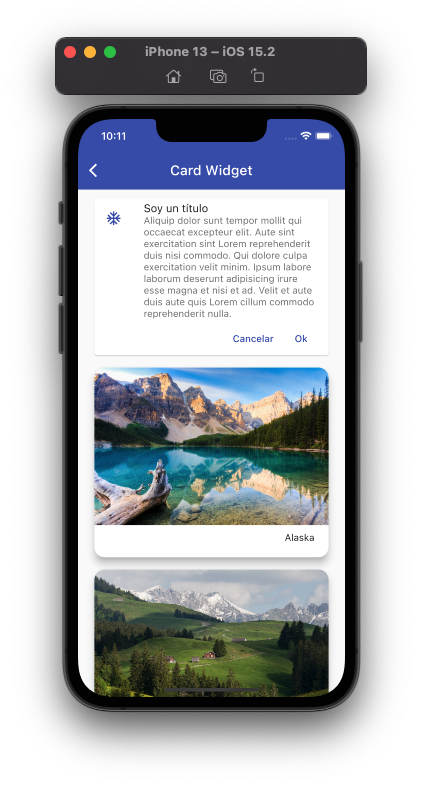 iPhone 13 – iOS 15.2
10:11
Card Widget
Soy un título
Aliquip dolor sunt tempor mollit qui
occaecat excepteur elit. Aute sint
exercitation sint Lorem reprehenderit
duis nisi commodo. Qui dolore culpa
exercitation velit minim. Ipsum labore
laborum deserunt adipisicing irure
esse magna et nisi et ad. Velit et aute
duis aute quis Lorem cillum commodo
reprehenderit nulla.
Cancelar Ok
Alaska